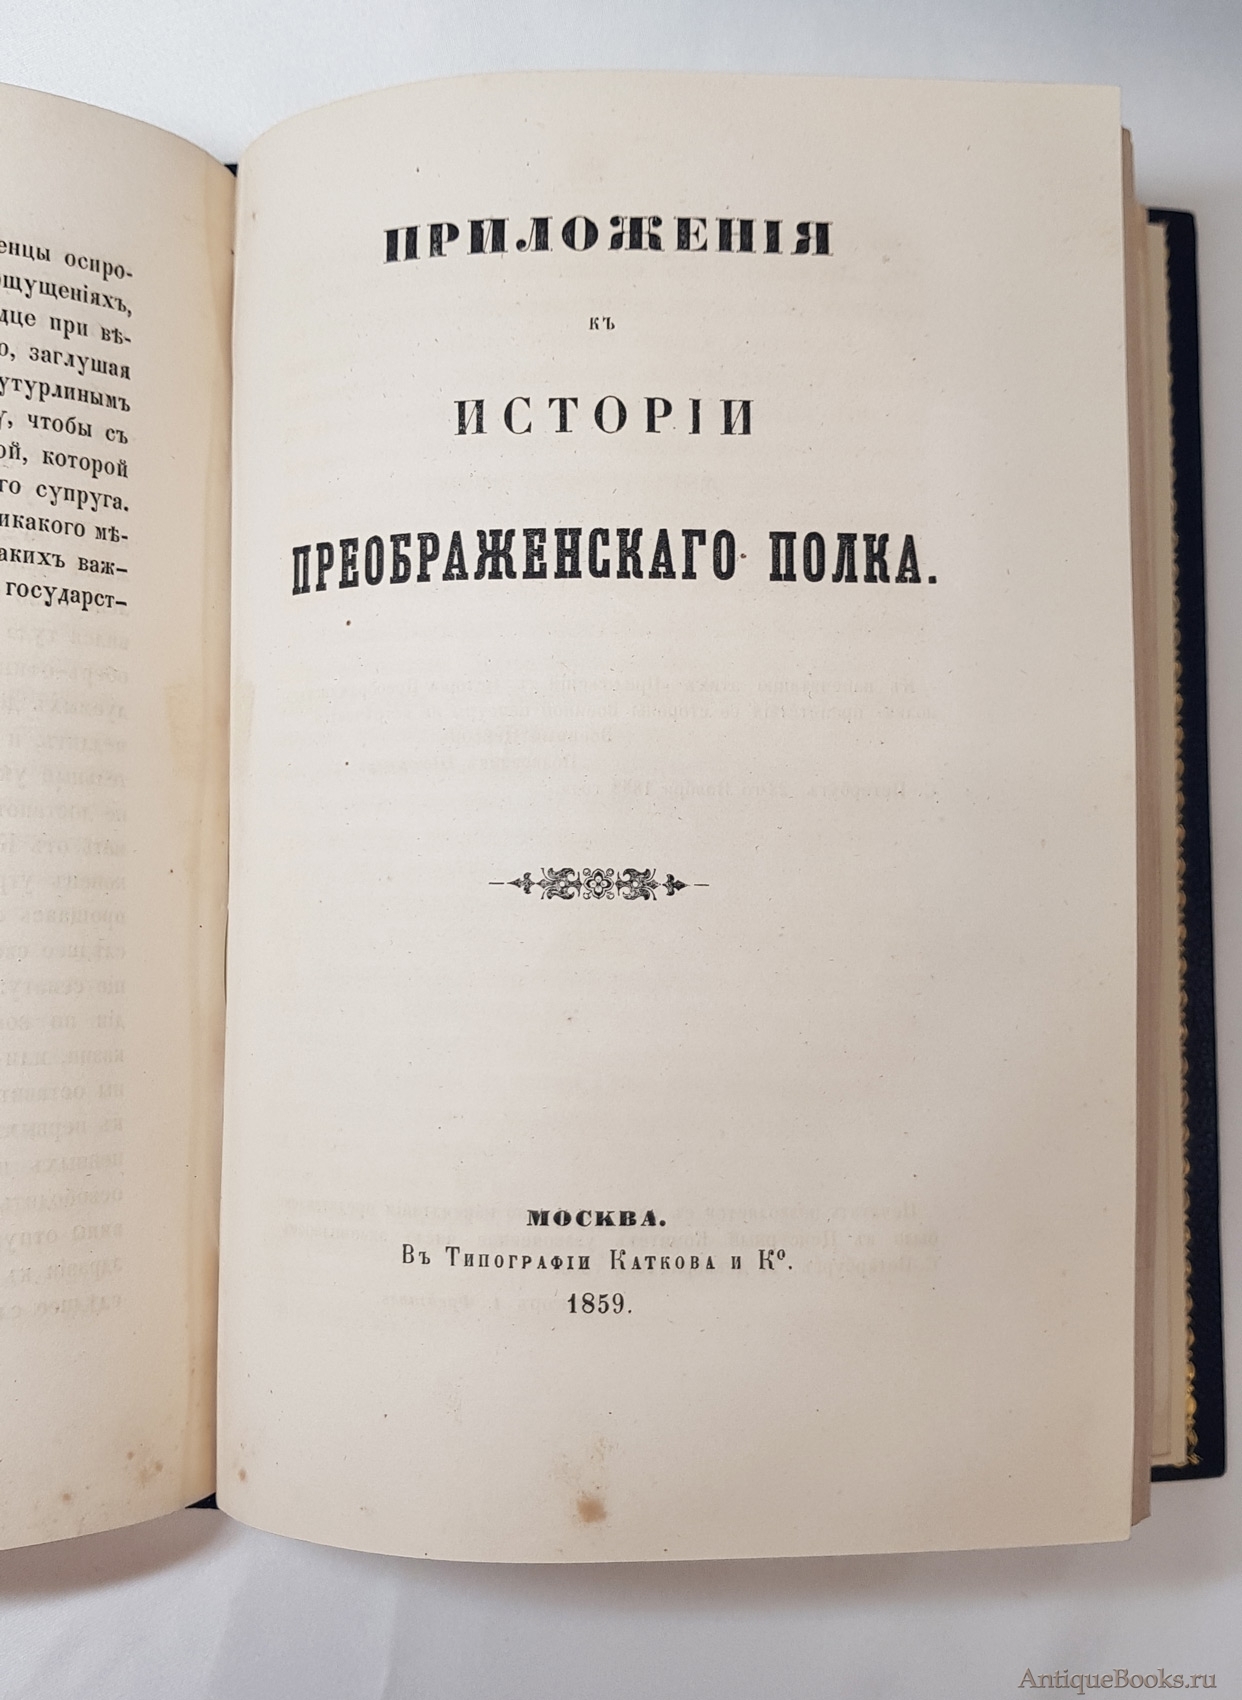 енцы осиро-
ощущеніяхъ,
дце при вѣ-
о, заглушая
утурлинымъ
у, чтобы съ
ой, которой
го супруга.
икакого мѣ-
акихъ важ-
государст-
ПРИЛОЖЕНІЯ
къ
ИСТОРІИ
ПРЕОБРАЖЕНСКАГО ПОЛКА.
МОСКВА.
Въ Типографіи Каткова и Ко.
1859.
AntiqueBooks.ru